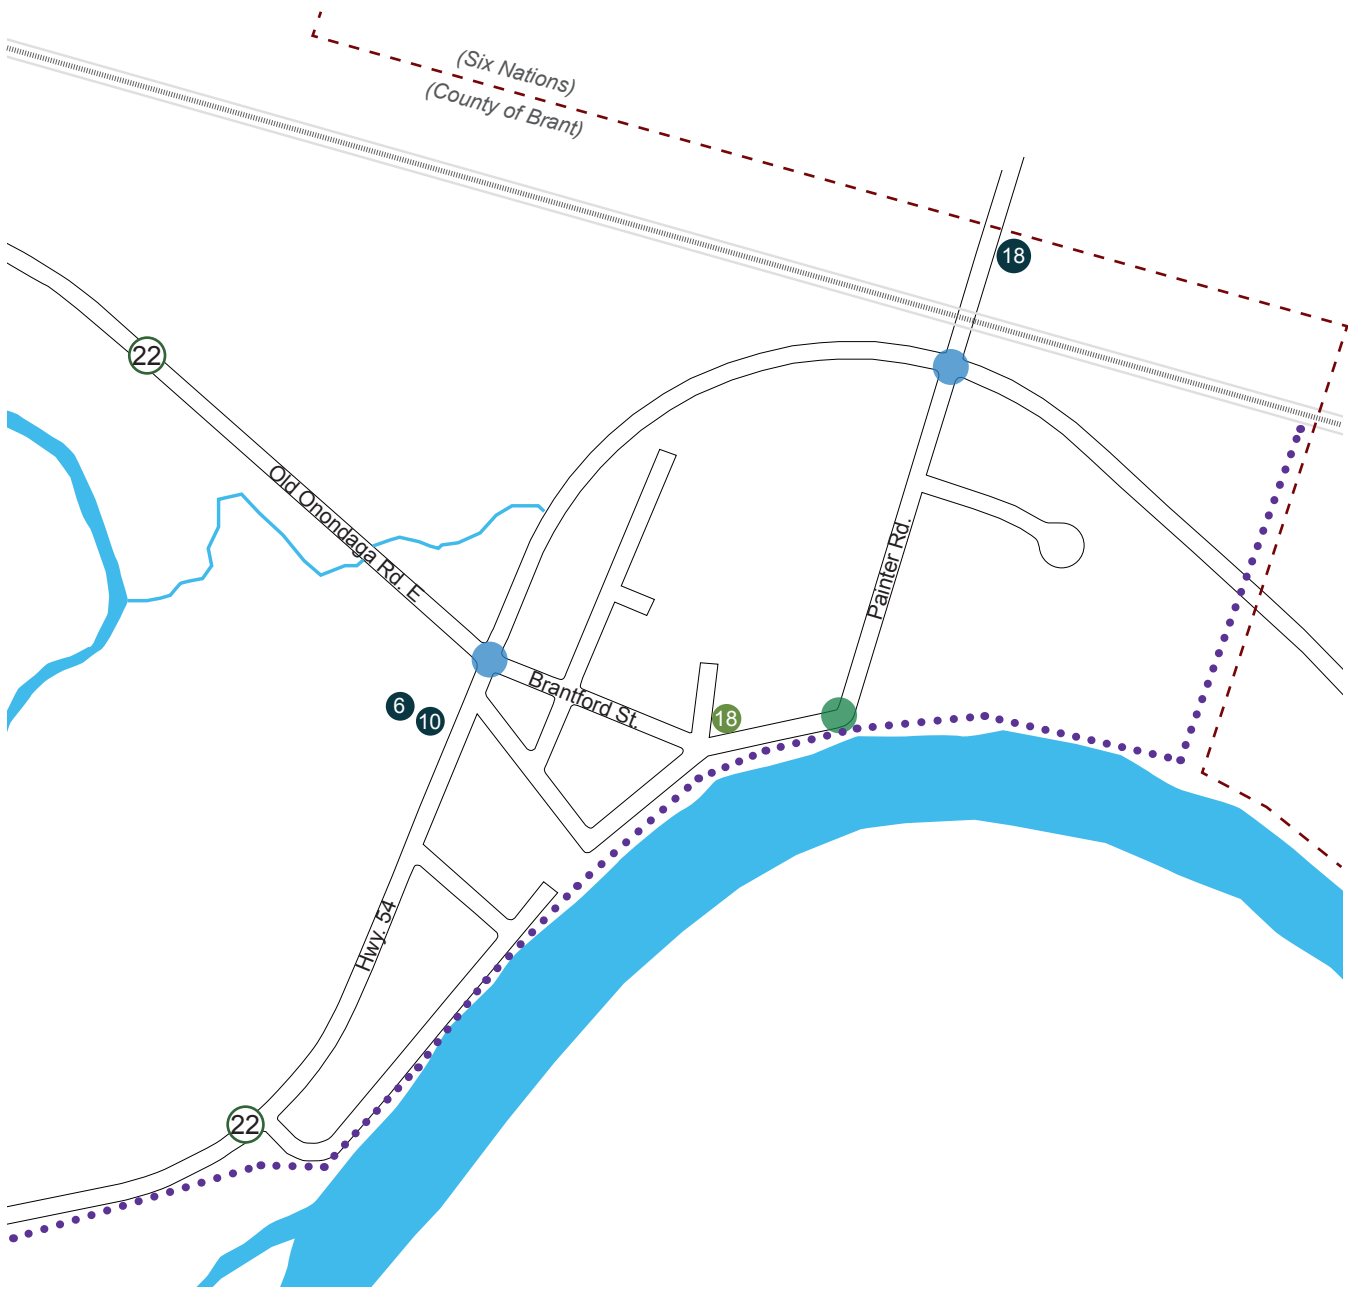 (Six Nations)
(County of Brant)
18
22
Old Onondaga Rd. E
Painter Rd.
Brantford St.
6
10
18
Hwy. 54
22